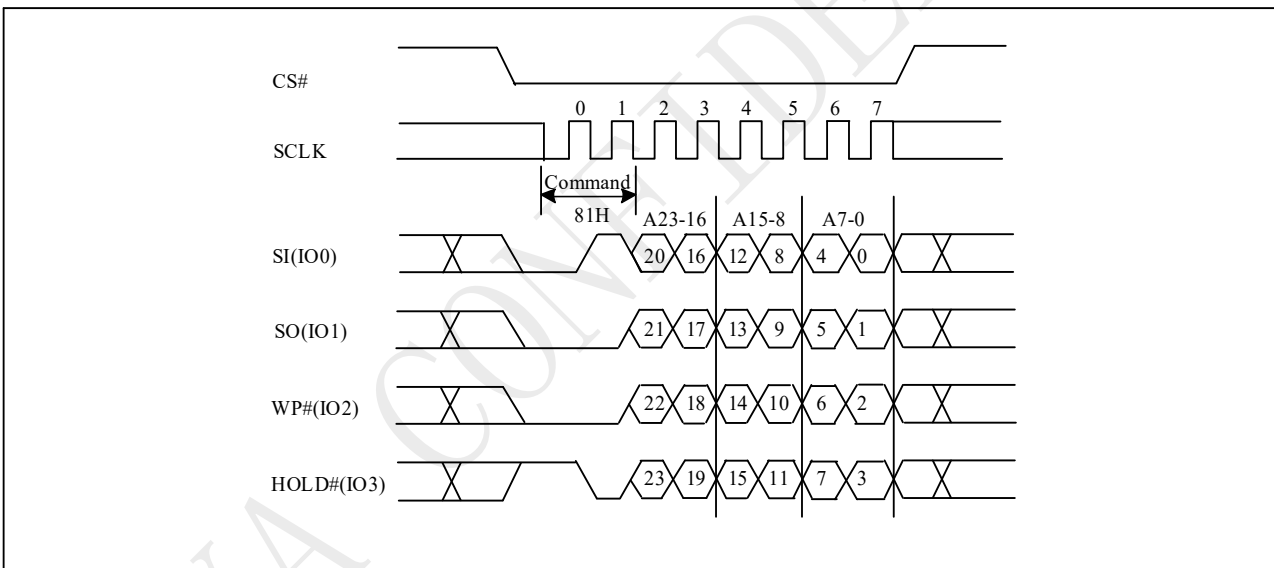 CS#
0 1 2 3 4 5 6 7
SCLK
Command
81H A23-16 A15-8 A7-0
SI(IO0) 20 16 12 8 4 0
SO(IO1) 21 17 13 9 5 1
WP#(IO2) 22 18 14 10 6 2
HOLD#(IO3) 23 19 15 11 7 3